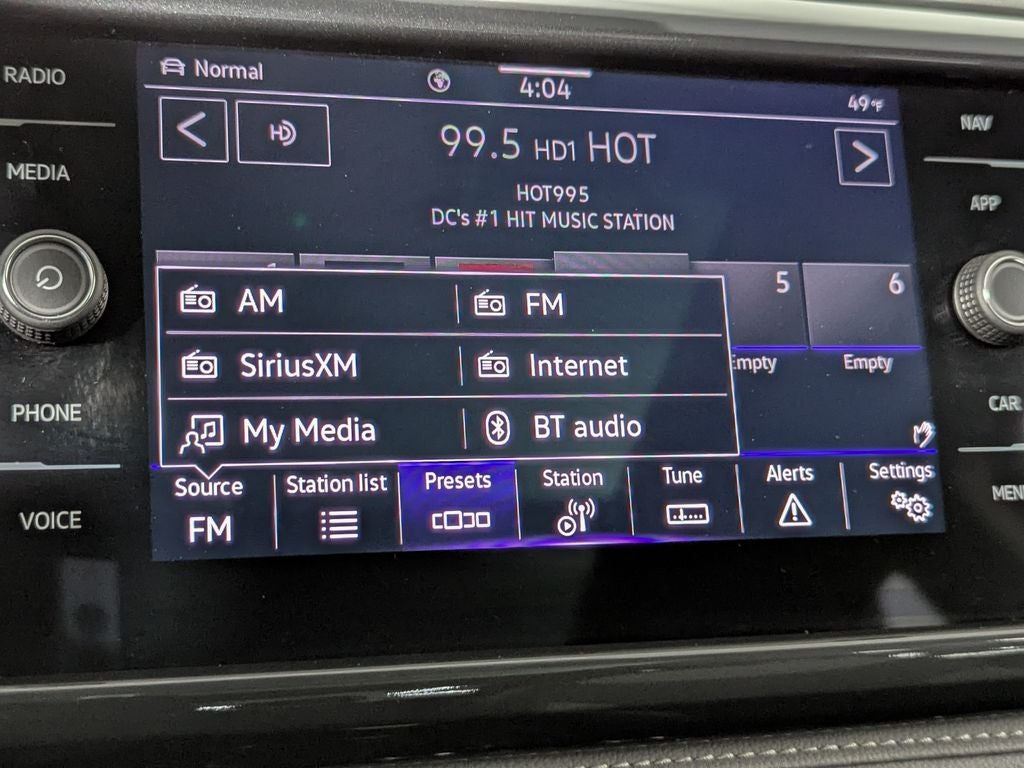 RADIO
MEDIA
PHONE
VOICE
Normal
4:04
49°F
HD
99.5 HD1 HOT
HOT995
DC's #1 HIT MUSIC STATION
5
6
Empty
Empty
AM
FM
SiriusXM
Internet
My Media
BT audio
Source
FM
Station list
Presets
Station
Tune
Alerts
Settings
NAV
APP
CAR
MEN